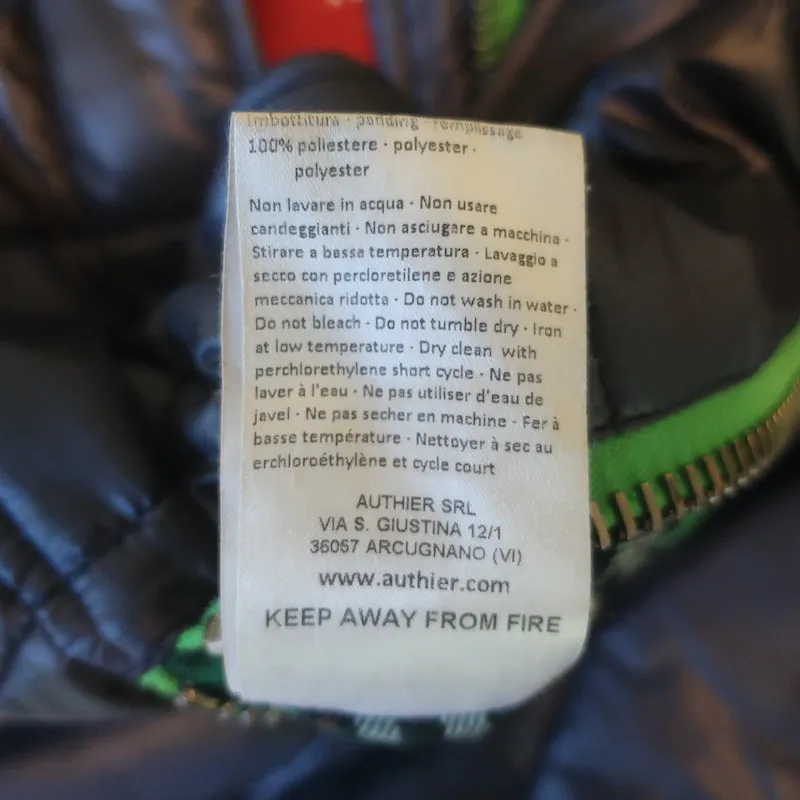 Imbottitura · padding · remplissage
100% poliestere · polyester ·
polyester
Non lavare in acqua · Non usare
candeggianti · Non asciugare a macchina ·
Stirare a bassa temperatura · Lavaggio a
secco con percloretilene e azione
meccanica ridotta · Do not wash in water ·
Do not bleach · Do not tumble dry · Iron
at low temperature · Dry clean with
perchlorethylene short cycle · Ne pas
laver à l'eau · Ne pas utiliser d'eau de
javel · Ne pas secher en machine · Fer à
basse température · Nettoyer à sec au
erchloroéthylène et cycle court
AUTHIER SRL
VIA S. GIUSTINA 12/1
36057 ARCUGNANO (VI)
www.authier.com
KEEP AWAY FROM FIRE